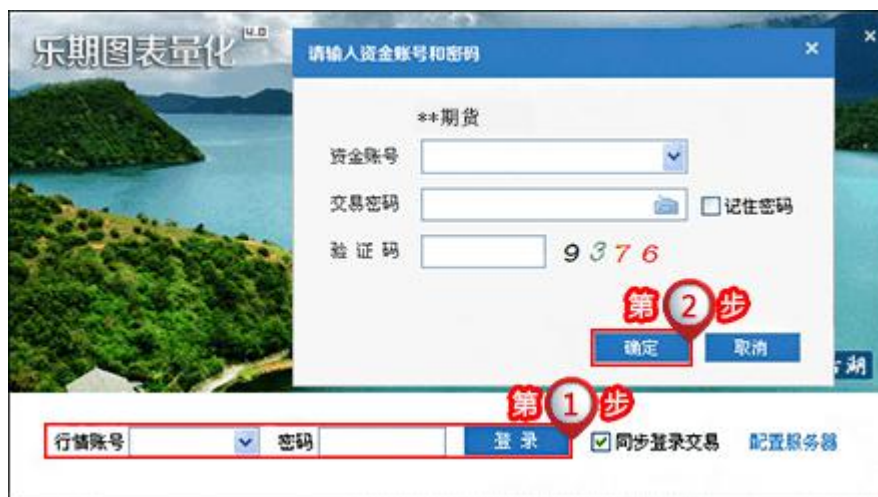 乐期图表量化 4.0
请输入资金账号和密码
**期货
资金账号
交易密码
记住密码
验证码
9376
第2步
确定
取消
湖
第1步
行情账号
密码
登录
同步登录交易
配置服务器